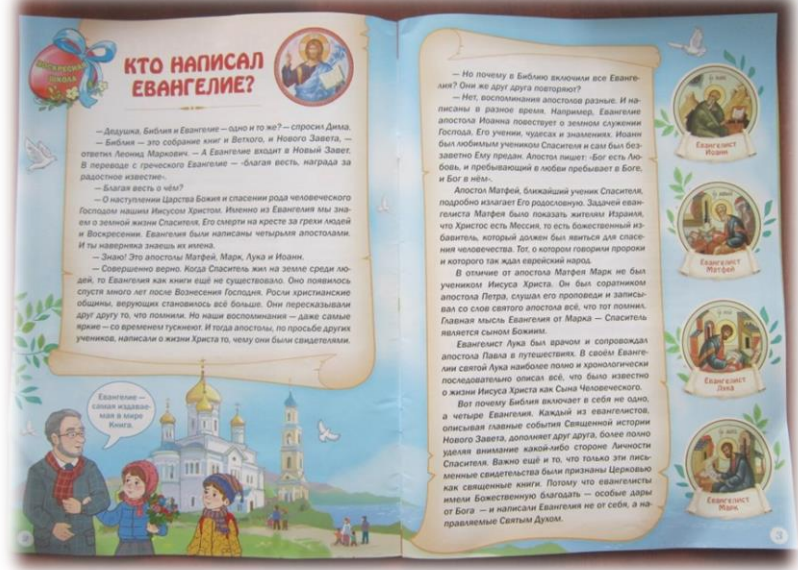 ВОСКРЕСНАЯ
ШКОЛА
КТО НАПИСАЛ
ЕВАНГЕЛИЕ?
— Дедушка, Библия и Евангелие — одно и то же? — спросил Дима.
— Библия — это собрание книг и Ветхого, и Нового Завета, —
ответил Леонид Маркович. — А Евангелие входит в Новый Завет.
В переводе с греческого Евангелие - «благая весть, награда за
радостное известие».
— Благая весть о чём?
— О наступлении Царства Божия и спасении рода человеческого
Господом нашим Иисусом Христом. Именно из Евангелия мы зна-
ем о земной жизни Спасителя, Его смерти на кресте за грехи людей
и Воскресении. Евангелия были написаны четырьмя апостолами.
И ты наверняка знаешь их имена.
— Знаю! Это апостолы Матфей, Марк, Лука и Иоанн.
— Совершенно верно. Когда Спаситель жил на земле среди лю-
дей, то Евангелия как книги ещё не существовало. Оно появилось
спустя много лет после Вознесения Господня. Росли христианские
общины, верующих становилось всё больше. Они пересказывали
друг другу то, что помнили. Но наши воспоминания — даже самые
яркие — со временем тускнеют. И тогда апостолы, по просьбе других
учеников, написали о жизни Христа то, чему они были свидетелями.
Евангелие —
самая издавае-
мая в мире
Книга.
2
— Но почему в Библию включили все Еванге-
лия? Они же друг друга повторяют?
— Нет, воспоминания апостолов разные. И на-
писаны в разное время. Например, Евангелие
апостола Иоанна повествует о земном служении
Господа, Его учении, чудесах и знамениях. Иоанн
был любимым учеником Спасителя и сам был без-
заветно Ему предан. Апостол пишет: «Бог есть Лю-
бовь, и пребывающий в любви пребывает в Боге,
и Бог в нём».
Апостол Матфей, ближайший ученик Спасителя,
подробно излагает Его родословную. Задачей еван-
гелиста Матфея было показать жителям Израиля,
что Христос есть Мессия, то есть божественный из-
бавитель, который должен был явиться для спасе-
ния человечества. Тот, о котором говорили пророки
и которого так ждал еврейский народ.
В отличие от апостола Матфея Марк не был
учеником Иисуса Христа. Он был соратником
апостола Петра, слушал его проповеди и записы-
вал со слов святого апостола всё, что тот помнил.
Главная мысль Евангелия от Марка — Спаситель
является сыном Божиим.
Евангелист Лука был врачом и сопровождал
апостола Павла в путешествиях. В своём Еванге-
лии святой Лука наиболее полно и хронологически
последовательно описал всё, что было известно
о жизни Иисуса Христа как Сына Человеческого.
Вот почему Библия включает в себя не одно,
а четыре Евангелия. Каждый из евангелистов,
описывая главные события Священной истории
Нового Завета, дополняет друг друга, более полно
уделяя внимание какой-либо стороне Личности
Спасителя. Важно ещё и то, что только эти пись-
менные свидетельства были признаны Церковью
как священные книги. Потому что евангелисты
имели Божественную благодать — особые дары
от Бога — и написали Евангелия не от себя, а на-
правляемые Святым Духом.
Евангелист
Иоанн
Евангелист
Матфей
Евангелист
Лука
Евангелист
Марк
3